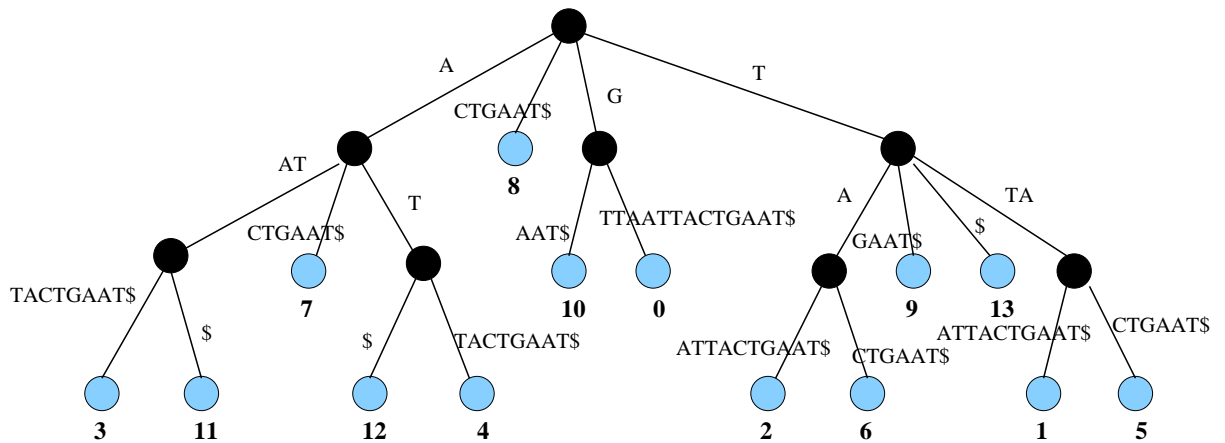 A
T
G
CTGAAT$
AT
T
A
TA
8
CTGAAT$
AAT$
TTAATTACTGAAT$
GAAT$
$
TACTGAAT$
$
7
10
0
9
13
$
TACTGAAT$
ATTACTGAAT$
CTGAAT$
ATTACTGAAT$
CTGAAT$
3
11
12
4
2
6
1
5